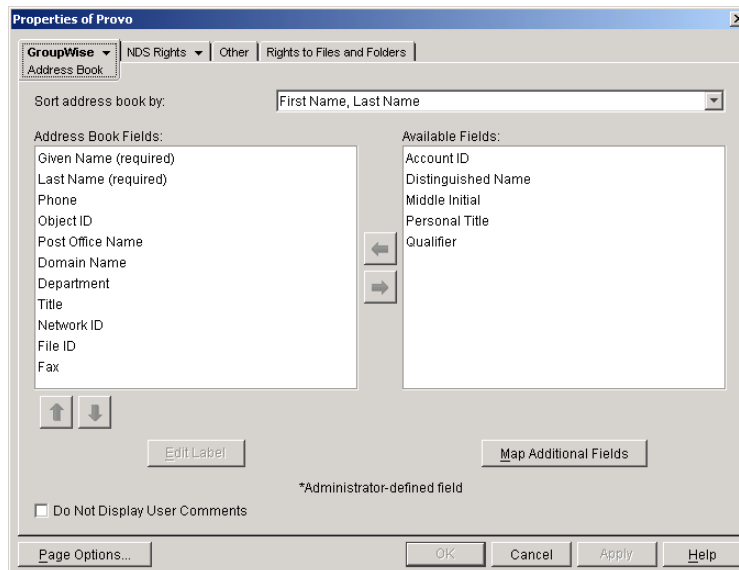 Properties of Provo
GroupWise
NDS Rights
Other
Rights to Files and Folders
Address Book
Sort address book by:
First Name, Last Name
Address Book Fields:
Given Name (required)
Last Name (required)
Phone
Object ID
Post Office Name
Domain Name
Department
Title
Network ID
File ID
Fax
Available Fields:
Account ID
Distinguished Name
Middle Initial
Personal Title
Qualifier
Edit Label
Map Additional Fields
*Administrator-defined field
Do Not Display User Comments
Page Options...
OK
Cancel
Apply
Help